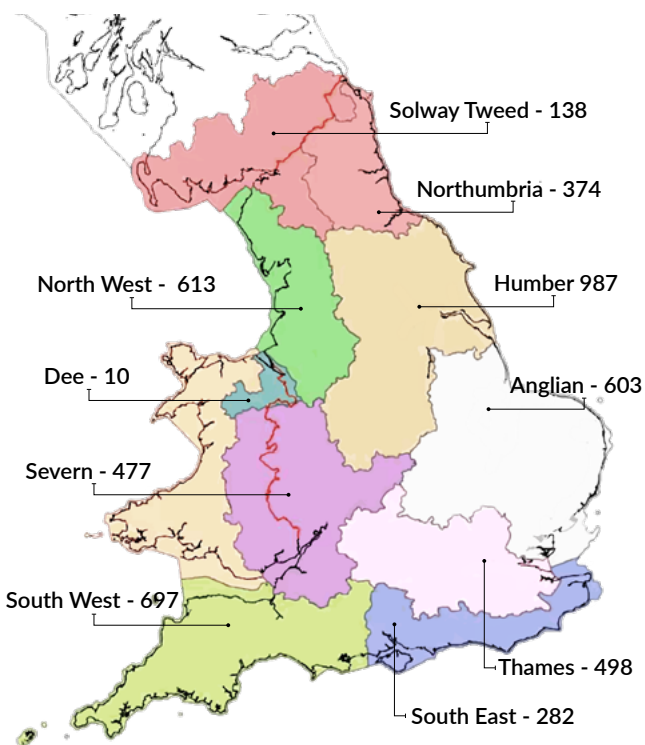 Solway Tweed - 138
Northumbria - 374
North West - 613
Humber 987
Dee - 10
Anglian - 603
Severn - 477
South West - 697
Thames - 498
South East - 282